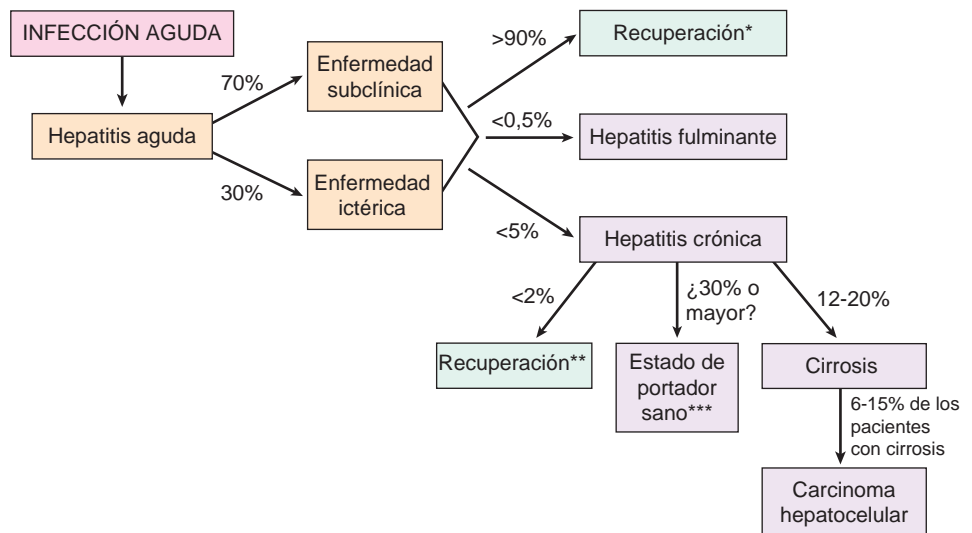 INFECCIÓN AGUDA
Hepatitis aguda
70%
30%
Enfermedad
subclínica
Enfermedad
ictérica
>90%
<0,5%
<5%
Recuperación*
Hepatitis fulminante
Hepatitis crónica
<2%
¿30% o
mayor?
12-20%
Recuperación**
Estado de
portador
sano***
Cirrosis
6-15% de los
pacientes
con cirrosis
Carcinoma
hepatocelular